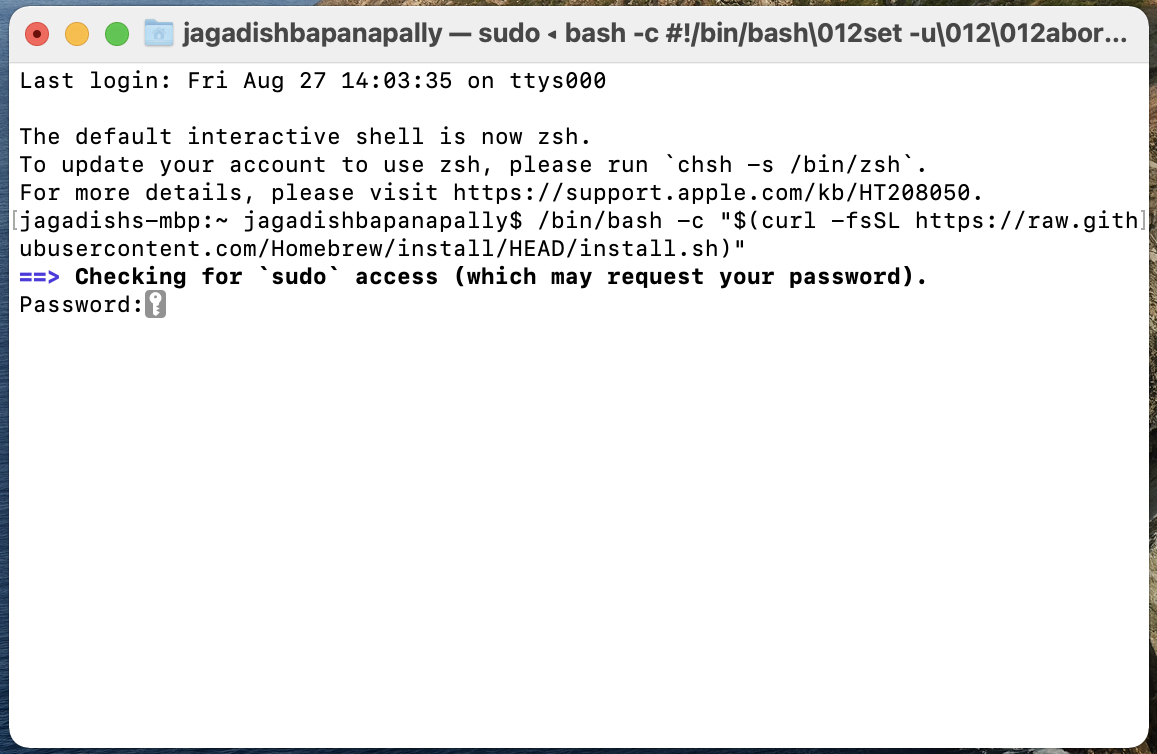 jagadishbapanapally — sudo ◂ bash -c #!/bin/bash\012set -u\012\012abor...
Last login: Fri Aug 27 14:03:35 on ttys000
The default interactive shell is now zsh.
To update your account to use zsh, please run `chsh -s /bin/zsh`.
For more details, please visit https://support.apple.com/kb/HT208050.
[jagadishs-mbp:~ jagadishbapanapally$ /bin/bash -c "$(curl -fsSL https://raw.gith]
ubusercontent.com/Homebrew/install/HEAD/install.sh)"
==> Checking for `sudo` access (which may request your password).
Password: